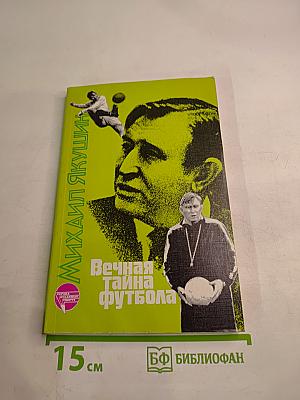 МИХАИЛ ЯКУШИН
Вечная
тайна
футбола
15 см
БФ БИБЛИОФАН